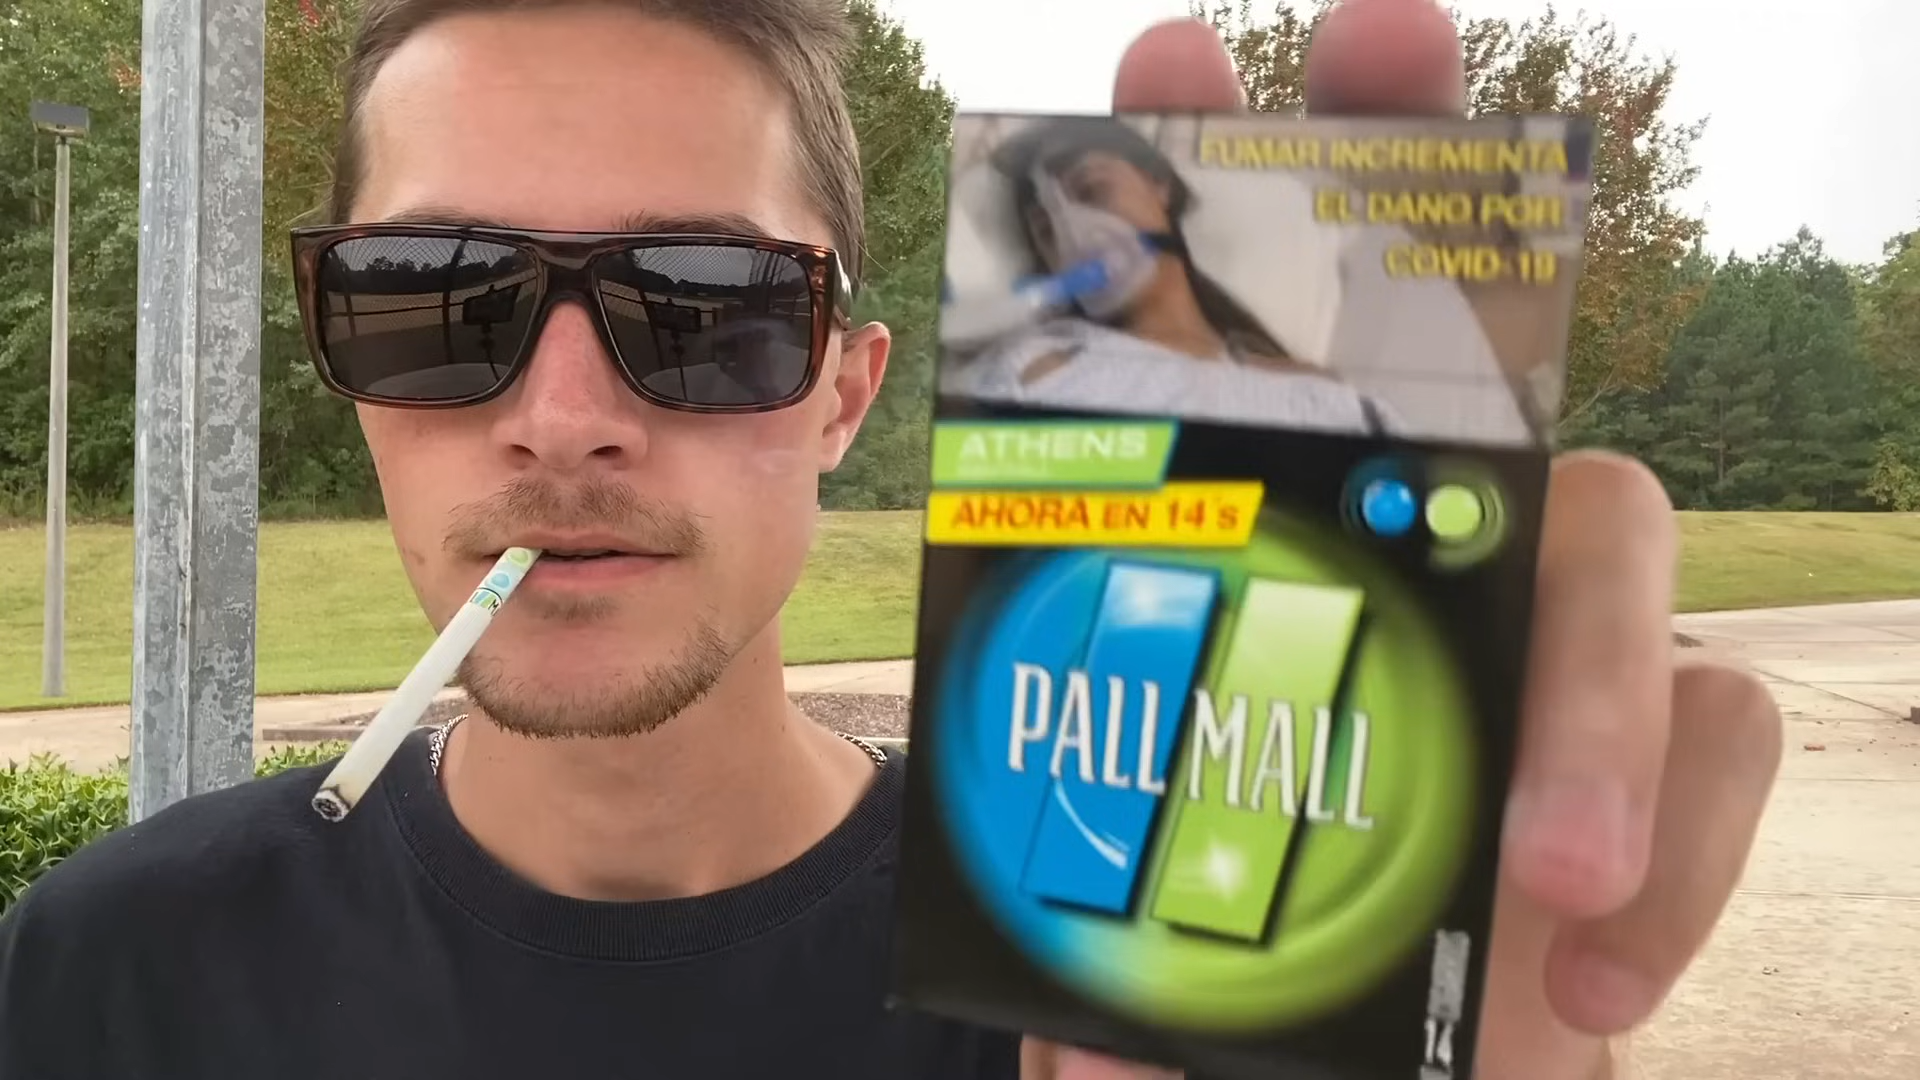 FUMAR INCREMENTA
EL DAÑO POR
COVID-19
ATHENS
AHORA EN 14's
PALL MALL
14